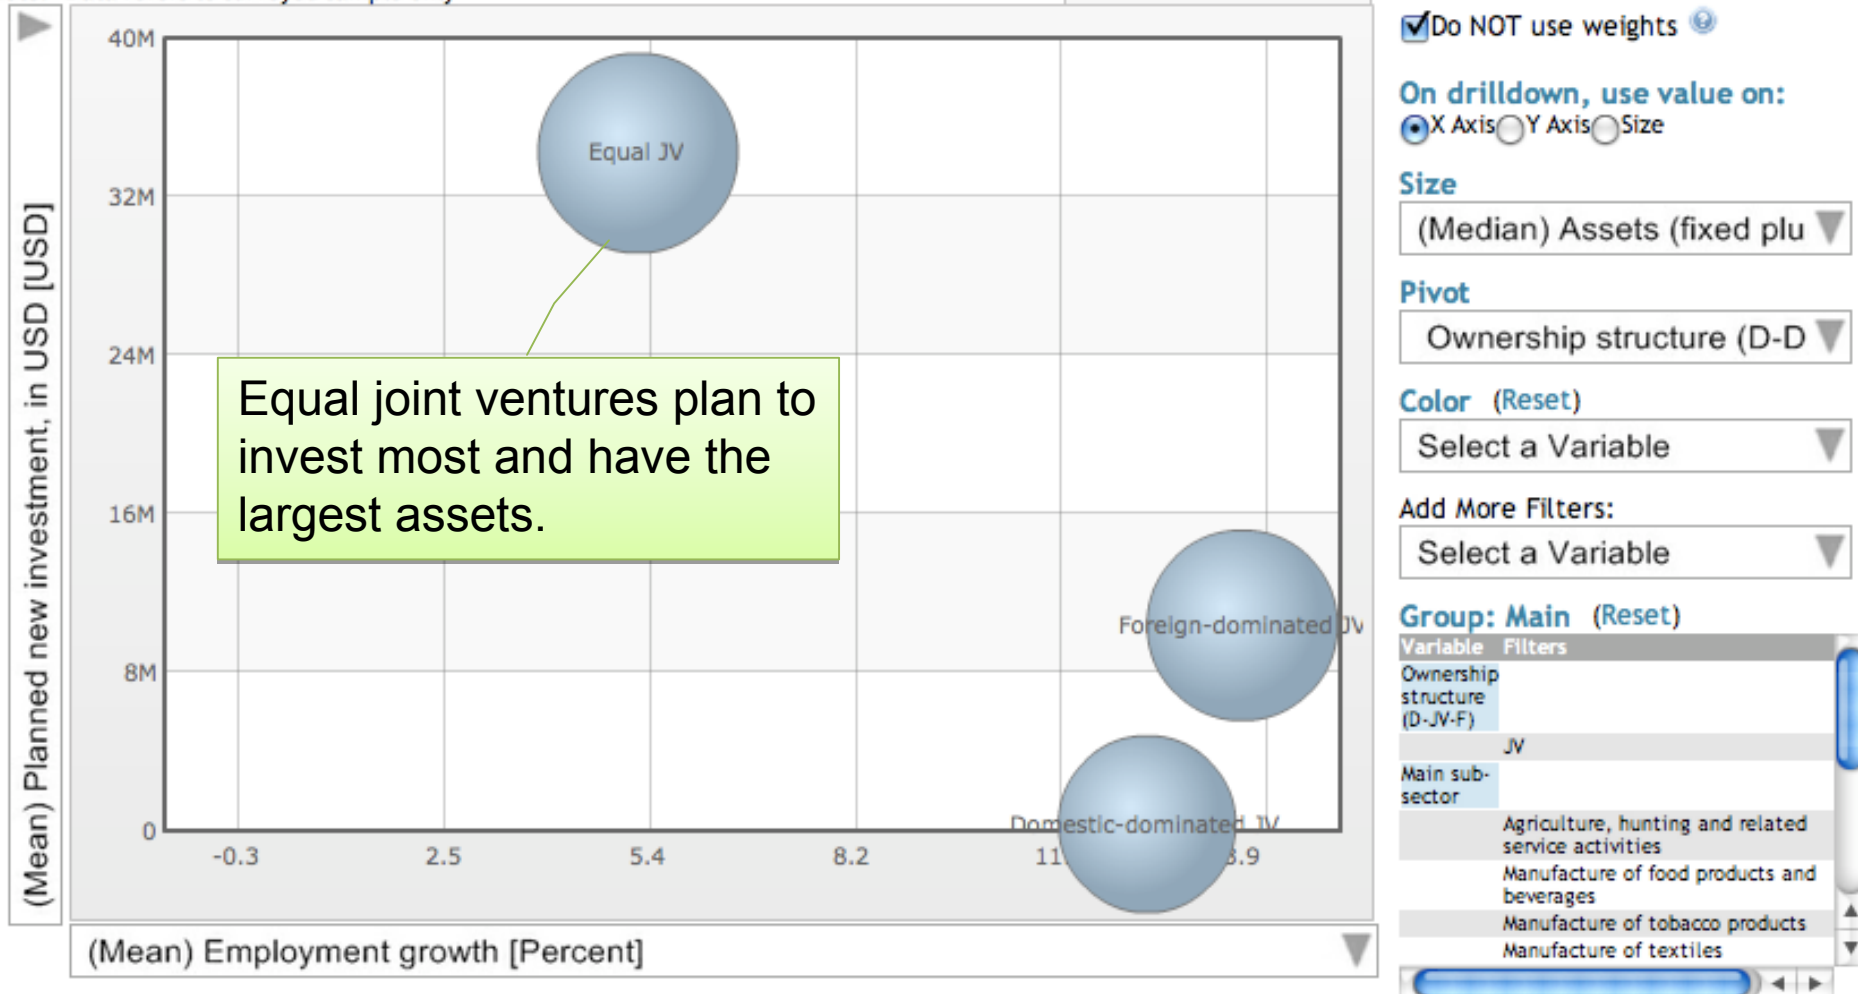 40M
32M
24M
16M
8M
0
(Mean) Planned new investment, in USD [USD]
Equal JV
Equal joint ventures plan to
invest most and have the
largest assets.
Foreign-dominated JV
Domestic-dominated JV
-0.3
2.5
5.4
8.2
(Mean) Employment growth [Percent]
Do NOT use weights
On drilldown, use value on:
X Axis Y Axis Size
Size
(Median) Assets (fixed plu
Pivot
Ownership structure (D-D
Color (Reset)
Select a Variable
Add More Filters:
Select a Variable
Group: Main (Reset)
Variable Filters
Ownership
structure
(D-JV-F)
JV
Main sub-
sector
Agriculture, hunting and related
service activities
Manufacture of food products and
beverages
Manufacture of tobacco products
Manufacture of textiles